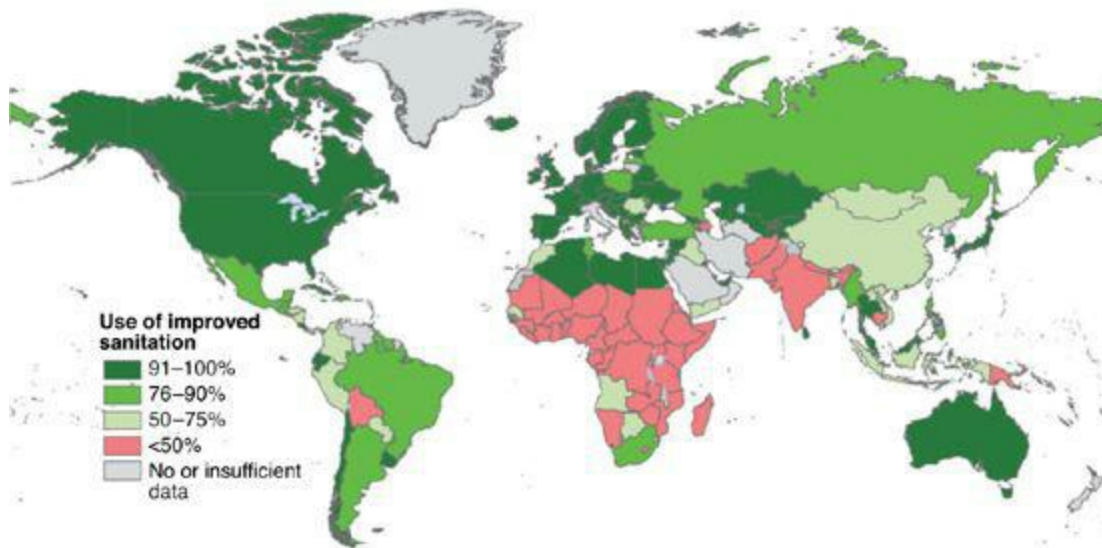 Use of improved
sanitation
91–100%
76–90%
50–75%
<50%
No or insufficient
data